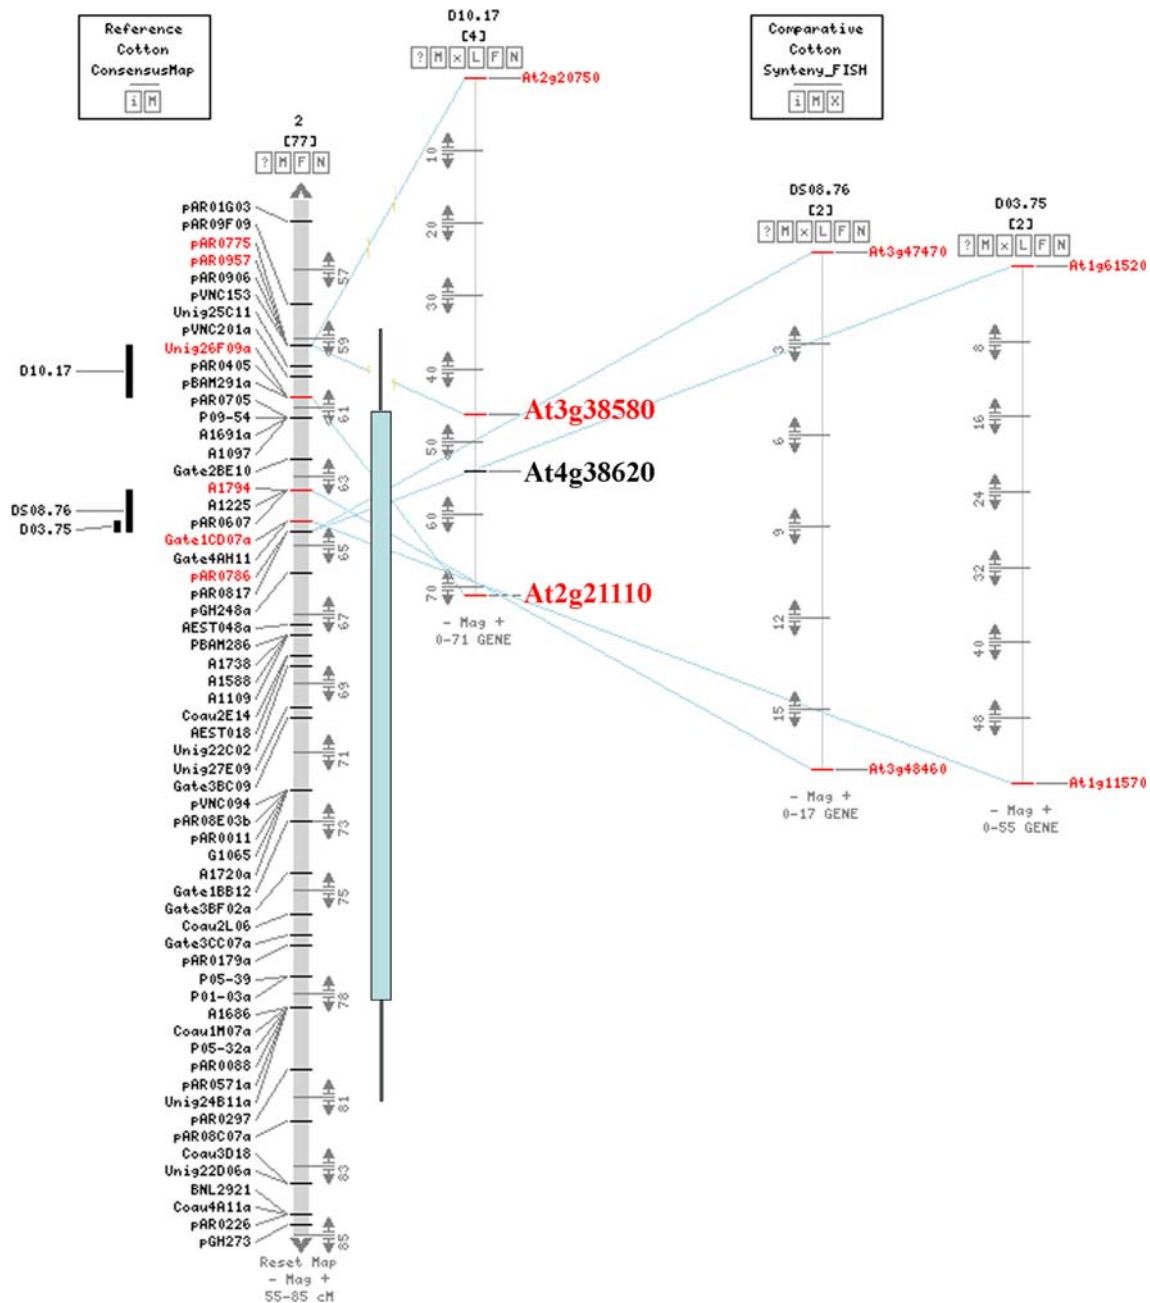 Reference
Cotton
ConsensusMap
i M
D10.17
[4]
? M x L F N
At2g20750
Comparative
Cotton
Synteny_FISH
i M X
2
[77]
? M F N
DS08.76
[2]
? M x L F N
At3g47470
D03.75
[2]
? M x L F N
At1g61520
pAR01G03
pAR09F09
pAR0775
pAR0957
pAR0906
pVNC153
Unig25C11
pVNC201a
Unig26F09a
pAR0405
pBAM291a
pAR0705
P09-54
A1691a
A1097
Gate2BE10
A1794
A1225
pAR0607
Gate1CD07a
Gate4AH11
pAR0786
pAR0817
pGH248a
AEST048a
PBAM286
A1738
A1588
A1109
Coau2E14
AEST018
Unig22C02
Unig27E09
Gate3BC09
pVNC094
pAR08E03b
pAR0011
G1065
A1720a
Gate1BB12
Gate3BF02a
Coau2L06
Gate3CC07a
pAR0179a
P05-39
P01-03a
A1686
Coau1M07a
P05-32a
pAR0088
pAR0571a
Unig24B11a
pAR0297
pAR08C07a
Coau3D18
Unig22D06a
BNL2921
Coau4A11a
pAR0226
pGH273
D10.17
DS08.76
D03.75
57
59
61
63
65
67
69
71
73
75
78
81
83
85
Reset Map
- Mag +
55-85 cM
10
20
30
40
50
60
70
At3g38580
At4g38620
At2g21110
- Mag +
0-71 GENE
3
6
9
12
15
At3g48460
- Mag +
0-17 GENE
8
16
24
32
40
48
At1g11570
- Mag +
0-55 GENE